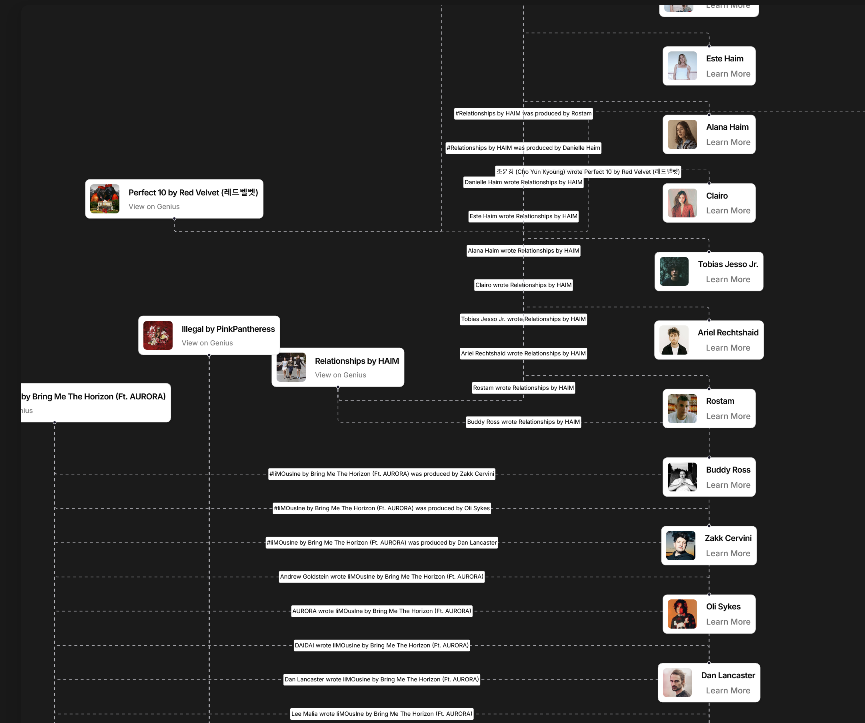 Learn More
Este Haim
Learn More
#Relationships by HAIM was produced by Rostam
Alana Haim
Learn More
#Relationships by HAIM was produced by Danielle Haim
(Cho Yun Kyoung) wrote Perfect 10 by Red Velvet (레드벨벳)
Danielle Haim wrote Relationships by HAIM
Perfect 10 by Red Velvet (레드벨벳)
View on Genius
Clairo
Learn More
Este Haim wrote Relationships by HAIM
Alana Haim wrote Relationships by HAIM
Tobias Jesso Jr.
Learn More
Clairo wrote Relationships by HAIM
Tobias Jesso Jr. wrote Relationships by HAIM
Illegal by PinkPantheress
View on Genius
Ariel Rechtshaid
Learn More
Ariel Rechtshaid wrote Relationships by HAIM
Relationships by HAIM
View on Genius
Rostam wrote Relationships by HAIM
by Bring Me The Horizon (Ft. AURORA)
nius
Rostam
Learn More
Buddy Ross wrote Relationships by HAIM
Buddy Ross
Learn More
#liMOusIne by Bring Me The Horizon (Ft. AURORA) was produced by Zakk Cervini
#liMOusIne by Bring Me The Horizon (Ft. AURORA) was produced by Oli Sykes
Zakk Cervini
Learn More
#liMOusIne by Bring Me The Horizon (Ft. AURORA) was produced by Dan Lancaster
Andrew Goldstein wrote liMOusIne by Bring Me The Horizon (Ft. AURORA)
Oli Sykes
Learn More
AURORA wrote liMOusIne by Bring Me The Horizon (Ft. AURORA)
DAIDAI wrote liMOusIne by Bring Me The Horizon (Ft. AURORA)
Dan Lancaster
Learn More
Dan Lancaster wrote liMOusIne by Bring Me The Horizon (Ft. AURORA)
Lee Malia wrote liMOusIne by Bring Me The Horizon (Ft. AURORA)